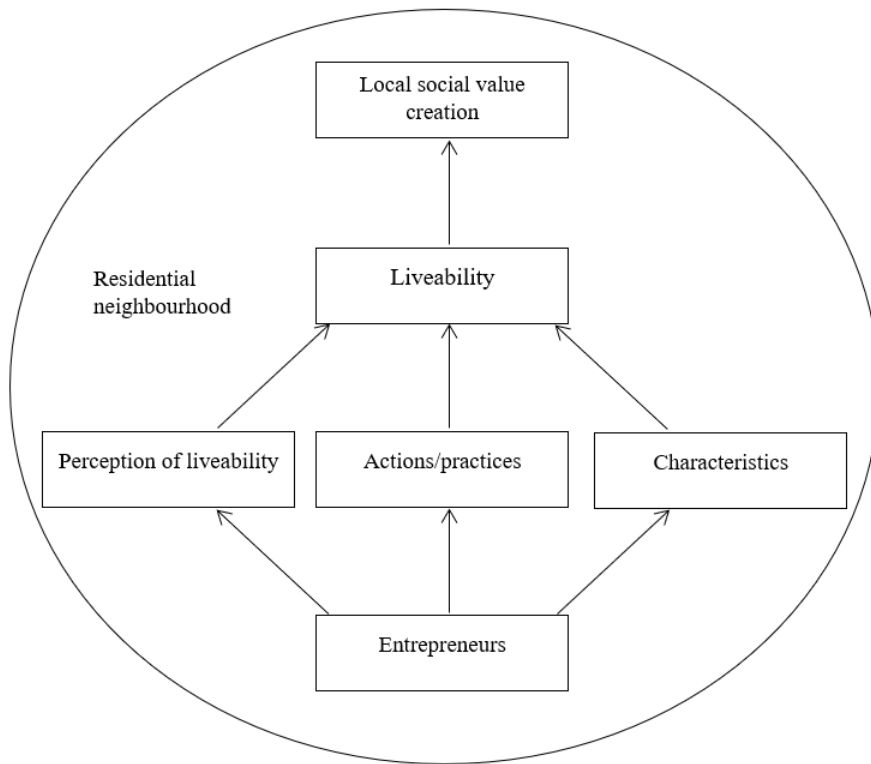 Local social value
creation
Liveability
Residential
neighbourhood
Perception of liveability
Actions/practices
Characteristics
Entrepreneurs